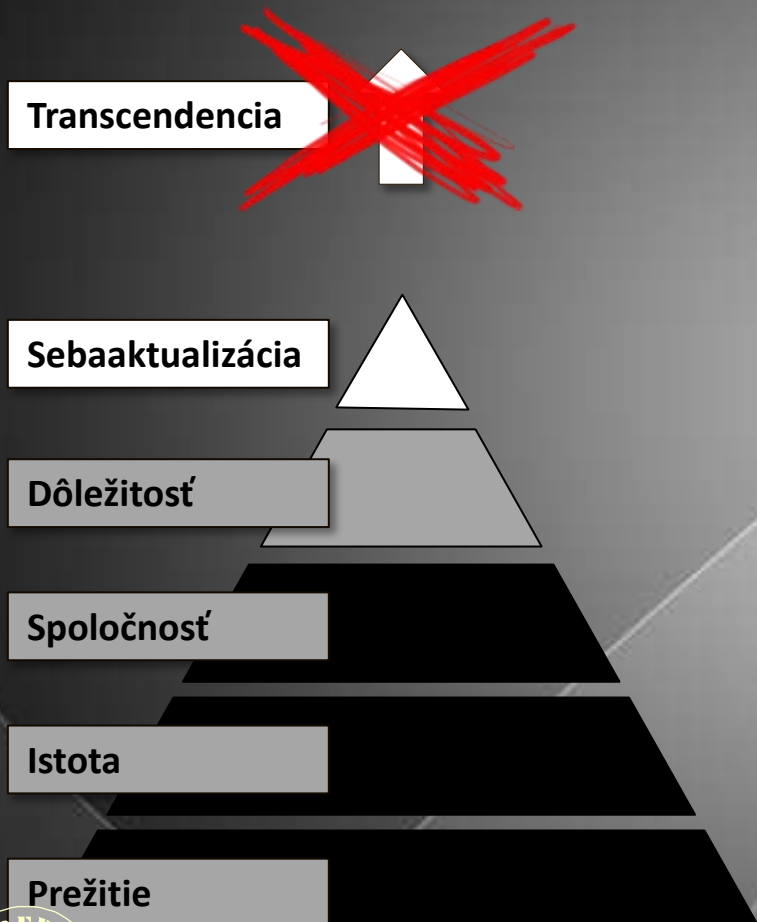 Transcendencia
Sebaaktualizácia
Dôležitosť
Spoločnosť
Istota
Prežitie